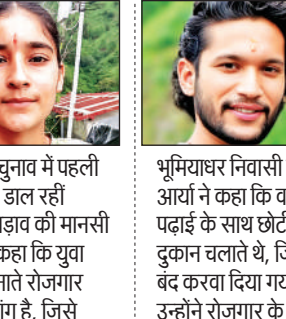 चुनाव में पहली
डाल रहीं
ड़ाव की मानसी
कहा कि युवा
नाते रोजगार
ांग है, जिसे
भूमियाधर निवासी
आर्या ने कहा कि व
पढ़ाई के साथ छोटी
दुकान चलाते थे, जि
बंद करवा दिया गय
उन्होंने रोजगार के